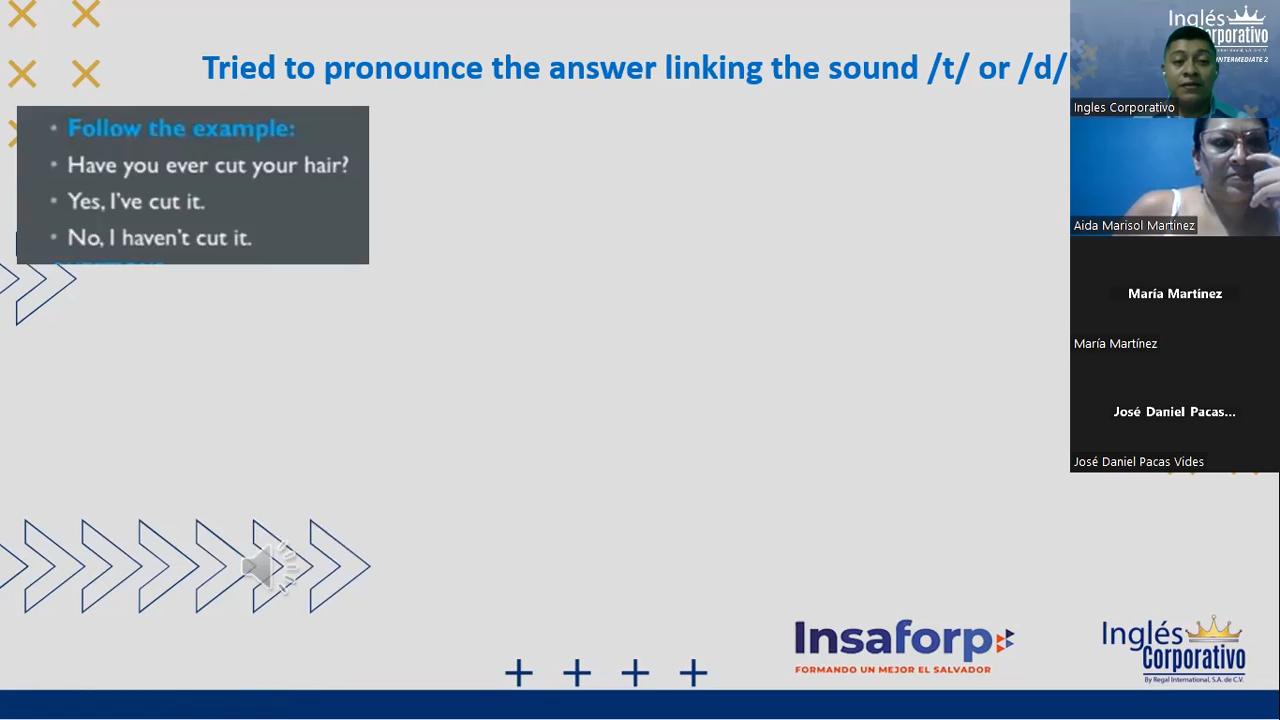 Tried to pronounce the answer linking the sound /t/ or /d/
Follow the example:
Have you ever cut your hair?
Yes, I've cut it.
No, I haven't cut it.
Inglés
Corporativo
INTERMEDIATE 2
Ingles Corporativo
Aida Marisol Martínez
María Martínez
María Martínez
José Daniel Pacas...
José Daniel Pacas Vides
Insaforp
FORMANDO UN MEJOR EL SALVADOR
Inglés
Corporativo
By Regal International, S.A. de C.V.